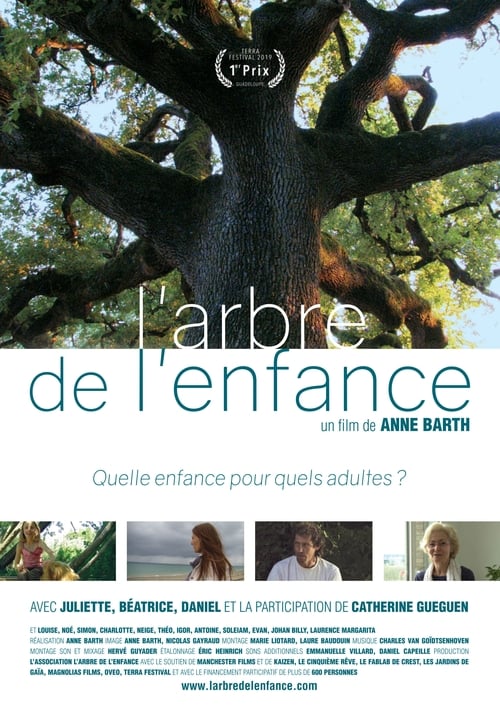 TERRA
FESTIVAL 2019
1er Prix
GUADELOUPE
l'arbre
de l'enfance
un film de ANNE BARTH
Quelle enfance pour quels adultes ?
AVEC JULIETTE, BÉATRICE, DANIEL ET LA PARTICIPATION DE CATHERINE GUEGUEN
ET LOUISE, NOÉ, SIMON, CHARLOTTE, NEIGE, THÉO, IGOR, ANTOINE, SOLEIAM, EVAN, JOHAN BILLY, LAURENCE MARGARITA
RÉALISATION ANNE BARTH IMAGE ANNE BARTH, NICOLAS GAYRAUD MONTAGE MARIE LIOTARD, LAURE BAUDOUIN MUSIQUE CHARLES VAN GOÏDTSENHOVEN
MONTAGE SON ET MIXAGE HERVÉ GUYADER ÉTALONNAGE ÉRIC HEINRICH SONS ADDITIONNELS EMMANUELLE VILLARD, DANIEL CAPEILLE PRODUCTION
L'ASSOCIATION L'ARBRE DE L'ENFANCE AVEC LE SOUTIEN DE MANCHESTER FILMS ET DE KAIZEN, LE CINQUIÈME RÊVE, LE FABLAB DE CREST, LES JARDINS DE
GAÏA, MAGNOLIAS FILMS, OVEO, TERRA FESTIVAL ET AVEC LE FINANCEMENT PARTICIPATIF DE PLUS DE 600 PERSONNES
www.larbredelenfance.com